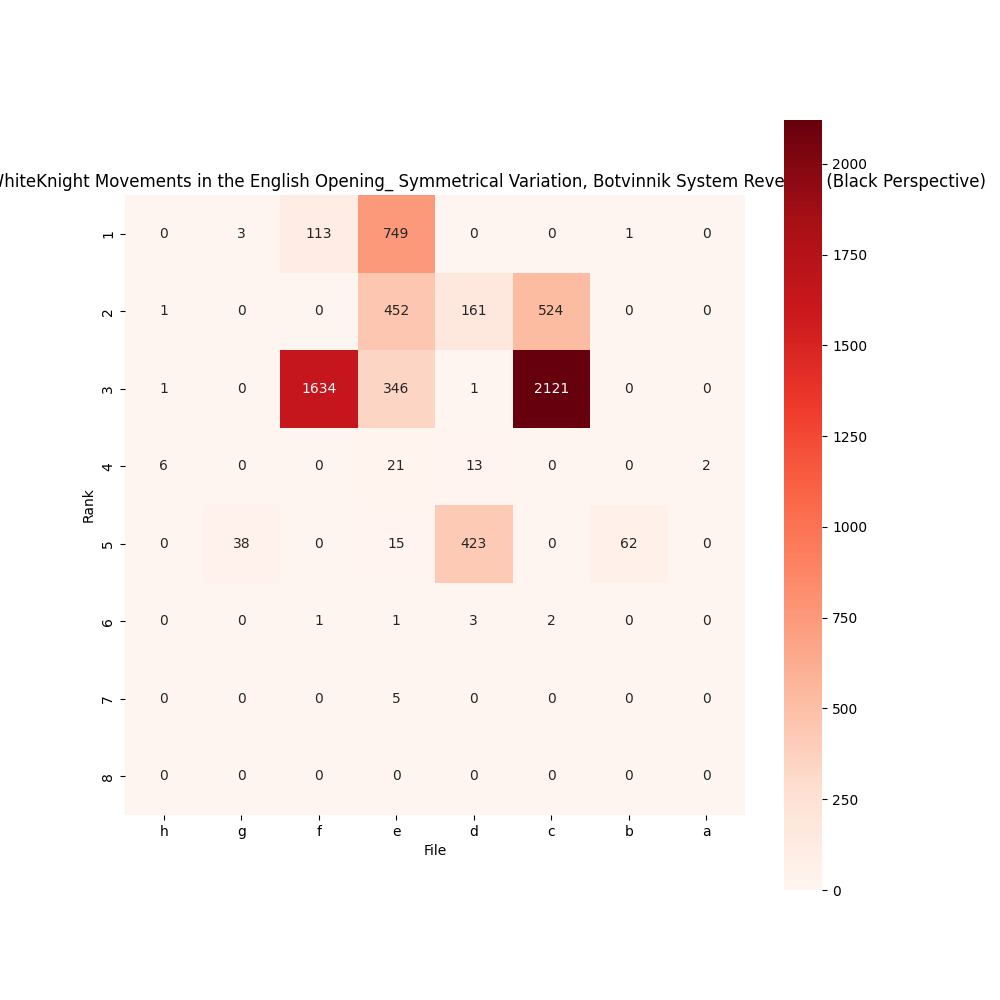 WhiteKnight Movements in the English Opening_ Symmetrical Variation, Botvinnik System (Black Perspective)
2000
1 0 3 113 749 0 0 1 0
1750
2 1 0 0 452 161 524 0 0
1500
3 1 0 1634 346 1 2121 0 0
1250
4 6 0 0 21 13 0 0 2
Rank
1000
5 0 38 0 15 423 0 62 0
750
6 0 0 1 1 3 2 0 0
500
7 0 0 0 5 0 0 0 0
8 0 0 0 0 0 0 0 0
250
h g f e d c b a
File
0